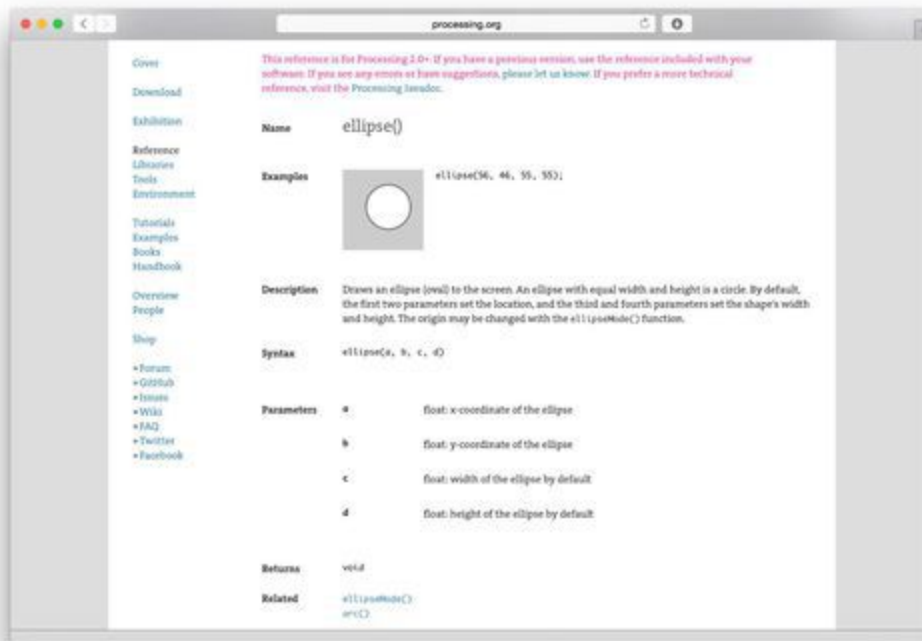 processing.org
Cover
Download
Exhibition
Reference
Libraries
Tools
Environment
Tutorials
Examples
Books
Handbook
Overview
People
Shop
» Forum
» GitHub
» Issues
» Wiki
» FAQ
» Twitter
» Facebook
This reference is for Processing 2.0+. If you have a previous version, use the reference included with your
software. If you see any errors or have suggestions, please let us know. If you prefer a more technical
reference, visit the Processing Javadoc.
Name ellipse()
Examples ellipse(56, 46, 55, 55);
Description Draws an ellipse (oval) to the screen. An ellipse with equal width and height is a circle. By default,
the first two parameters set the location, and the third and fourth parameters set the shape's width
and height. The origin may be changed with the ellipseMode() function.
Syntax ellipse(a, b, c, d)
Parameters a float: x-coordinate of the ellipse
b float: y-coordinate of the ellipse
c float: width of the ellipse by default
d float: height of the ellipse by default
Returns void
Related ellipseMode()
arc()